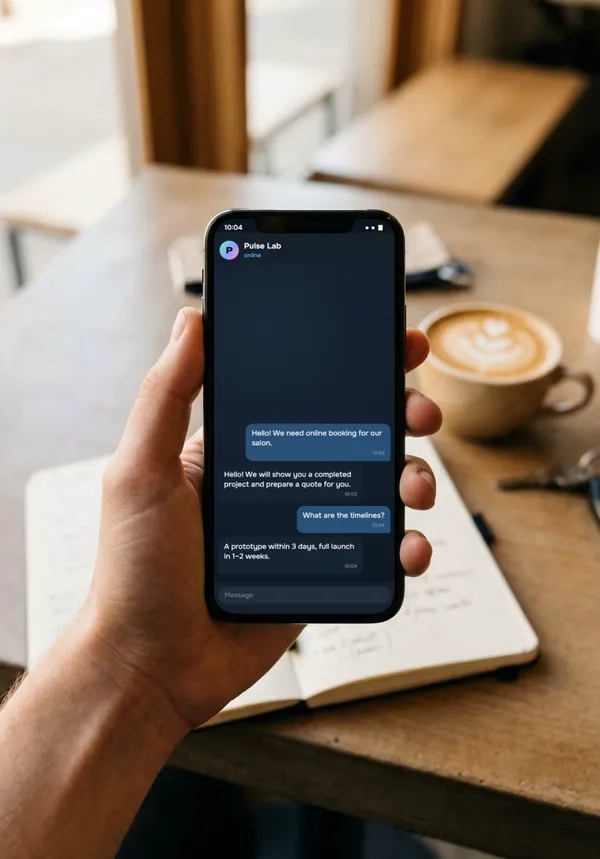 10:04
P
Pulse Lab
online
Hello! We need online booking for our
salon.
10:02
Hello! We will show you a completed
project and prepare a quote for you.
10:03
What are the timelines?
10:04
A prototype within 3 days, full launch
in 1–2 weeks.
10:04
Message